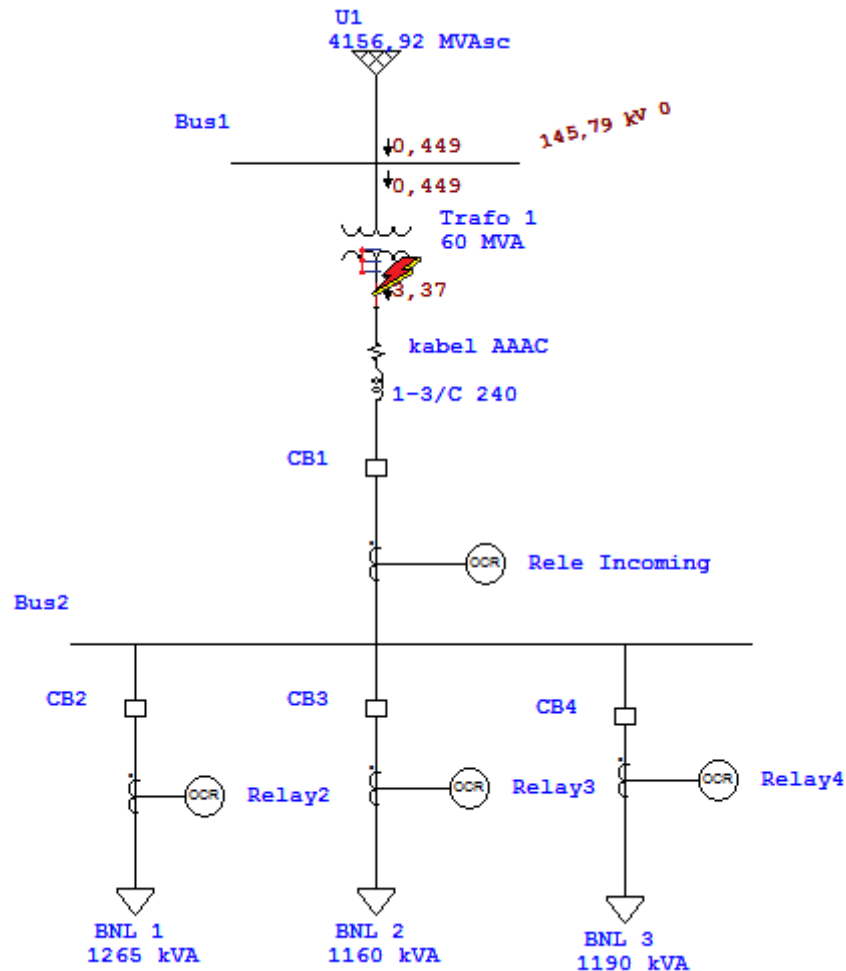 U1
4156,92 MVAsc
Bus1
145,79 kV 0
0,449
0,449
Trafo 1
60 MVA
3,37
kabel AAAC
1-3/C 240
CB1
OCR
Rele Incoming
Bus2
CB2
CB3
CB4
OCR
Relay2
OCR
Relay3
OCR
Relay4
BNL 1
1265 kVA
BNL 2
1160 kVA
BNL 3
1190 kVA